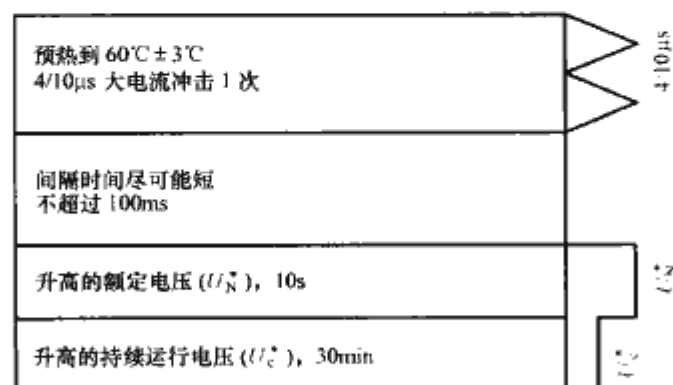 预热到 60℃±3℃
4/10μs 大电流冲击 1 次
4/10μs
间隔时间尽可能短
不超过 100ms
升高的额定电压 (U*N), 10s
U*N
升高的持续运行电压 (U*c), 30min
U*c